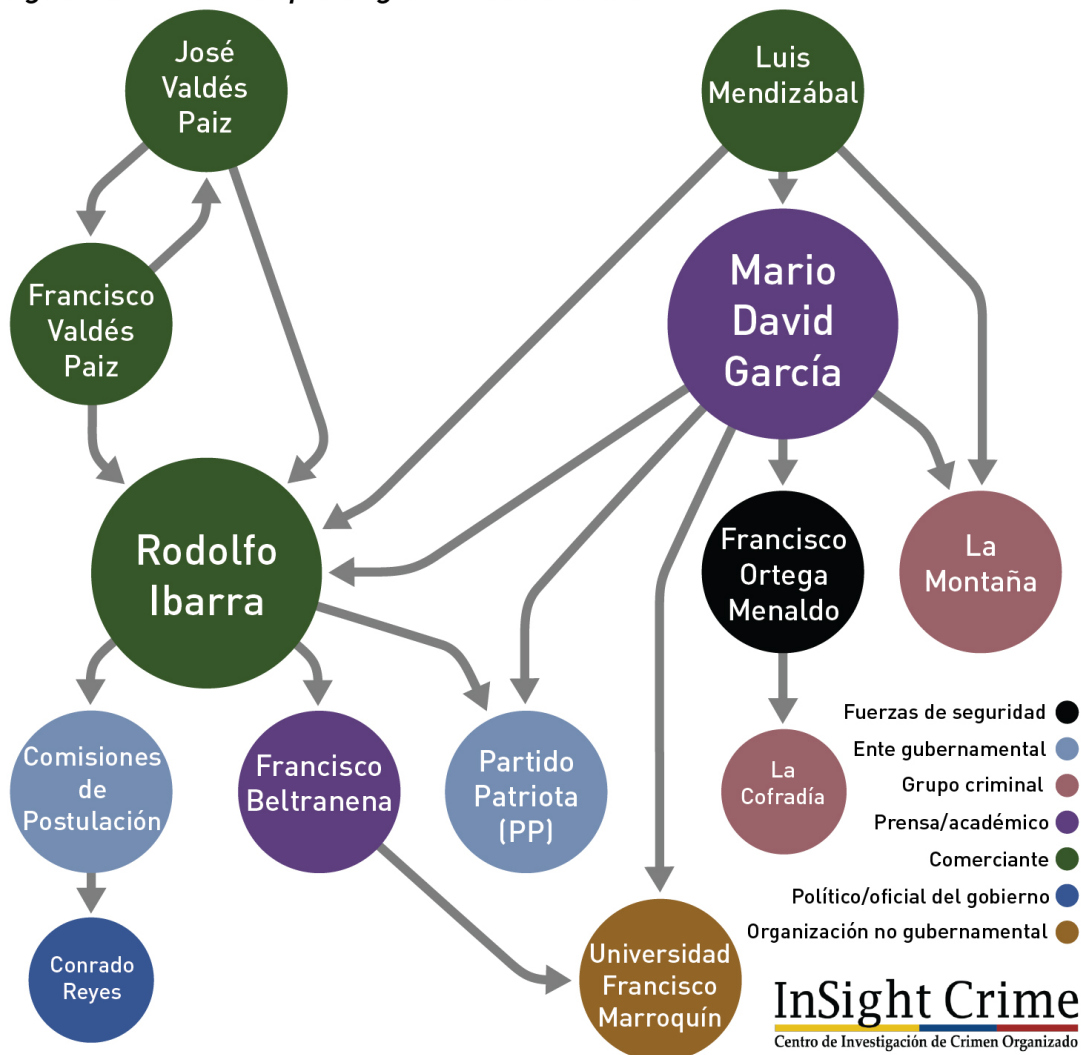 José
Valdés
Paiz
Luis
Mendizábal
Francisco
Valdés
Paiz
Mario
David
García
Rodolfo
Ibarra
Francisco
Ortega
Menaldo
La
Montaña
Comisiones
de
Postulación
Francisco
Beltranena
Partido
Patriota
(PP)
La
Cofradía
Conrado
Reyes
Universidad
Francisco
Marroquín
Fuerzas de seguridad
Ente gubernamental
Grupo criminal
Prensa/académico
Comerciante
Político/oficial del gobierno
Organización no gubernamental
InSight Crime
Centro de Investigación de Crimen Organizado